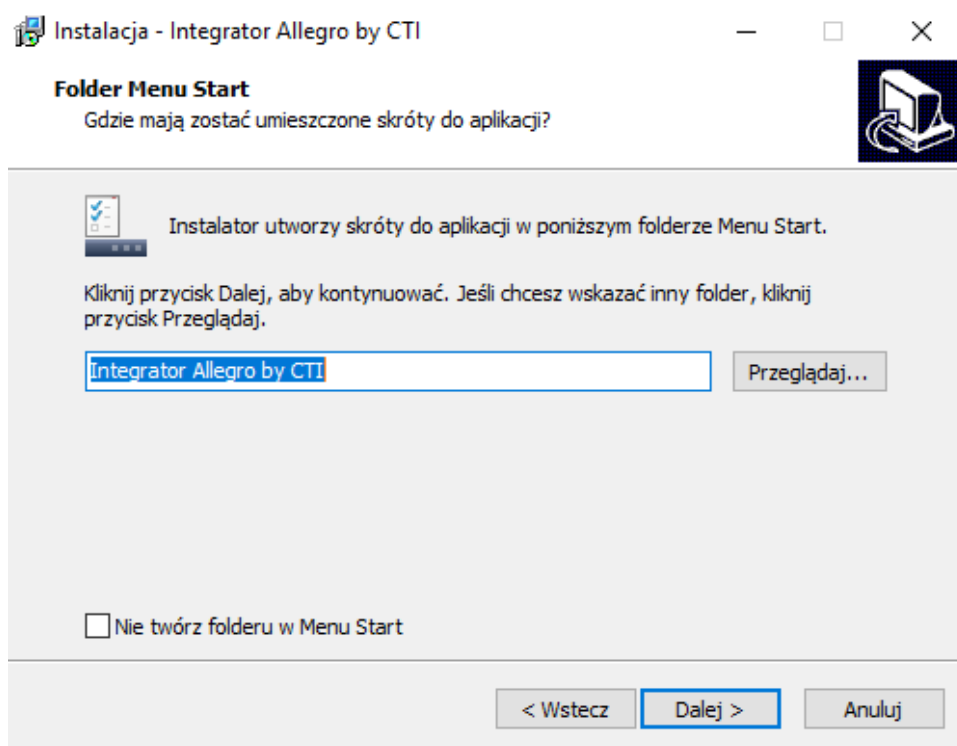 Instalacja - Integrator Allegro by CTI
Folder Menu Start
Gdzie mają zostać umieszczone skróty do aplikacji?
Instalator utworzy skróty do aplikacji w poniższym folderze Menu Start.
Kliknij przycisk Dalej, aby kontynuować. Jeśli chcesz wskazać inny folder, kliknij
przycisk Przeglądaj.
Integrator Allegro by CTI
Przeglądaj...
Nie twórz folderu w Menu Start
< Wstecz
Dalej >
Anuluj